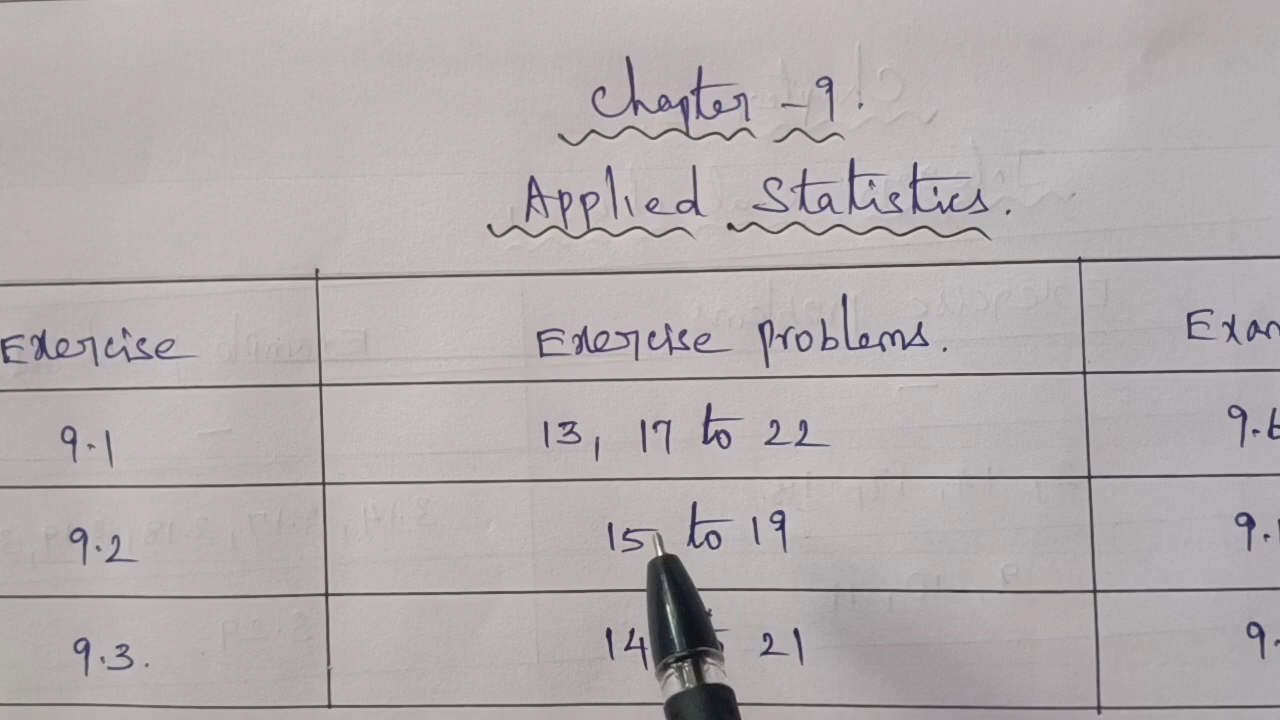 Chapter - 9.
Applied Statistics.
Exercise Exercise problems.
9.1 13, 17 to 22
9.2 15 to 19
9.3. 14 21